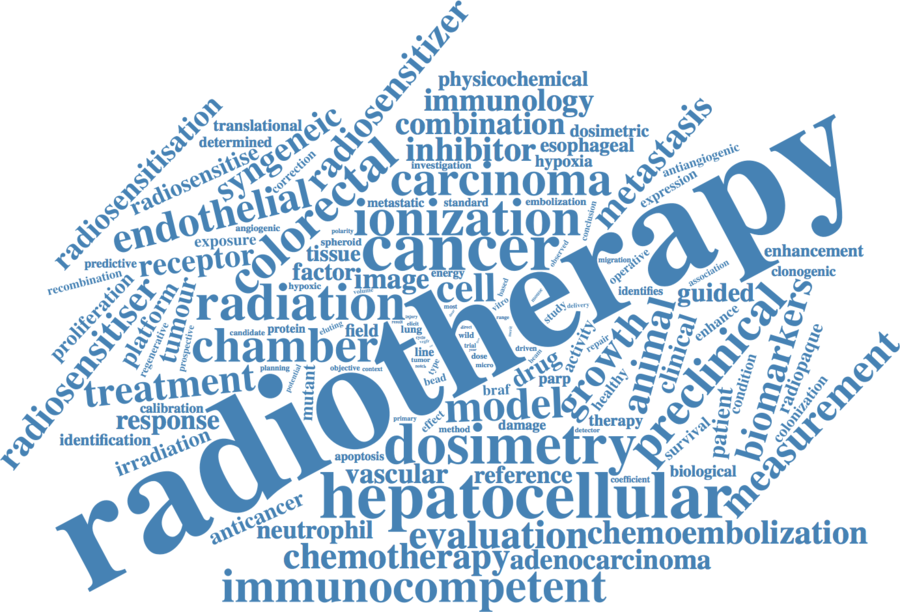 radiosensitizer
physicochemical
immunology
radiosensitisation
translational
combination
dosimetric
metastasis
determined
syngeneic
inhibitor
esophageal
radiosensitise
correction
investigation
hypoxia
antiangiogenic
expression
colorectal
carcinoma
endothelial
metastatic
standard
embolization
conclusion
angiogenic
polarity
ionization
radiotherapy
exposure
spheroid
cancer
observed
predictive
receptor
tissue
migration
operative
enhancement
recombination
factor
image
energy
association
clonogenic
hypoxic
volume
cell
based
vitro
identifies
guided
proliferation
platform
tumour
radiation
study
delivery
enhance
radiosensitiser
regenerative
prospective
candidate
protein
eluting
field
lung
wild
trial
activity
repair
growth
animal
clinical
preclinical
biomarkers
radiopaque
chamber
line
tumor
type
dose
micro
driven
beam
drug
treatment
planning
potential
mutant
objective
context
bead
braf
parp
healthy
condition
colonization
measurement
calibration
response
primary
effect
model
method
damage
therapy
detector
survival
patient
identification
irradiation
apoptosis
dosimetry
vascular
reference
coefficient
biological
anticancer
hepatocellular
neutrophil
evaluation
chemoembolization
chemotherapy
adenocarcinoma
immunocompetent